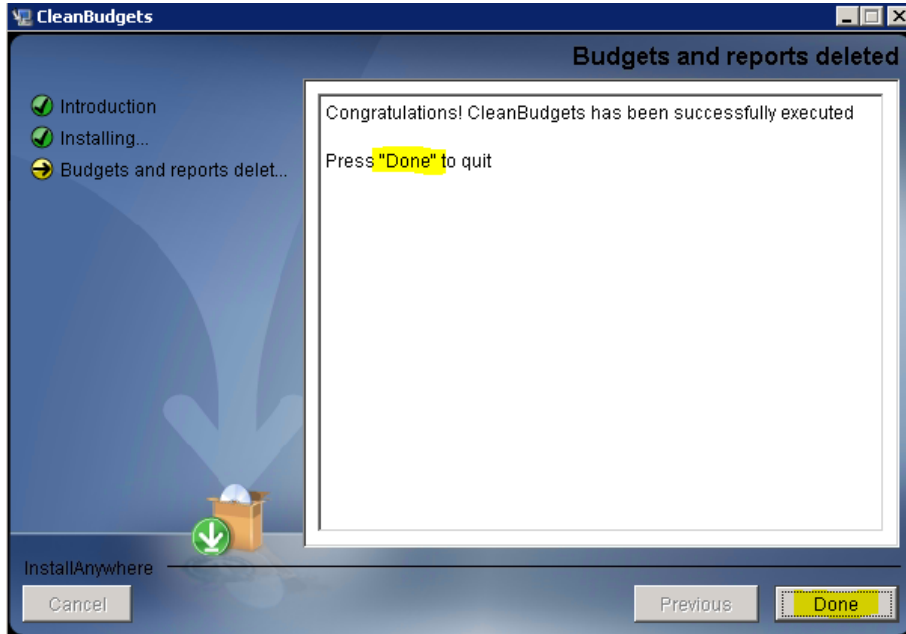 CleanBudgets
Budgets and reports deleted
Introduction
Installing...
Budgets and reports delet...
Congratulations! CleanBudgets has been successfully executed
Press "Done" to quit
InstallAnywhere
Cancel
Previous
Done